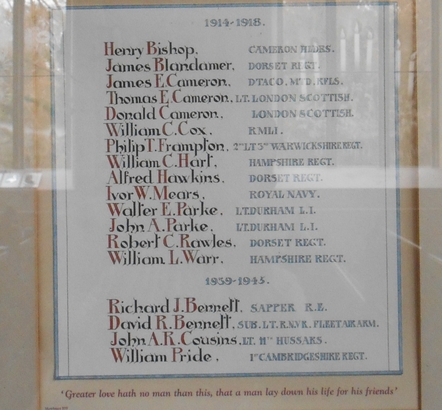 1914-1918.
Henry Bishop, CAMERON HLDRS.
James Blandamer, DORSET REGT.
James E. Cameron, D'TACO. M'T'D. RFLS.
Thomas E. Cameron, LT. LONDON SCOTTISH.
Donald Cameron, LONDON SCOTTISH.
William C. Cox, R.M.L.I.
Philip T. Frampton, 2ND LT 5TH WARWICKSHIRE REGT.
William C. Hart, HAMPSHIRE REGT.
Alfred Hawkins, DORSET REGT.
Ivor W. Mears, ROYAL NAVY.
Walter E. Parke, LT. DURHAM L.I.
John A. Parke, LT. DURHAM L.I.
Robert C. Rawles, DORSET REGT.
William L. Warr, HAMPSHIRE REGT.
1939-1945.
Richard J. Bennett, SAPPER R.E.
David R. Bennett, SUB. LT. R.N.V.R. FLEET AIR ARM.
John A.R. Cousins, LT. 11TH HUSSARS.
William Pride, 1ST CAMBRIDGESHIRE REGT.
'Greater love hath no man than this, that a man lay down his life for his friends'